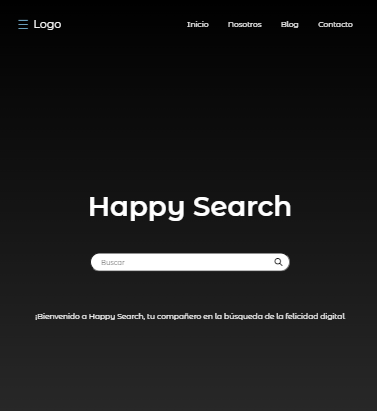 Logo
Inicio Nosotros Blog Contacto
Happy Search
Buscar
¡Bienvenido a Happy Search, tu compañero en la búsqueda de la felicidad digital